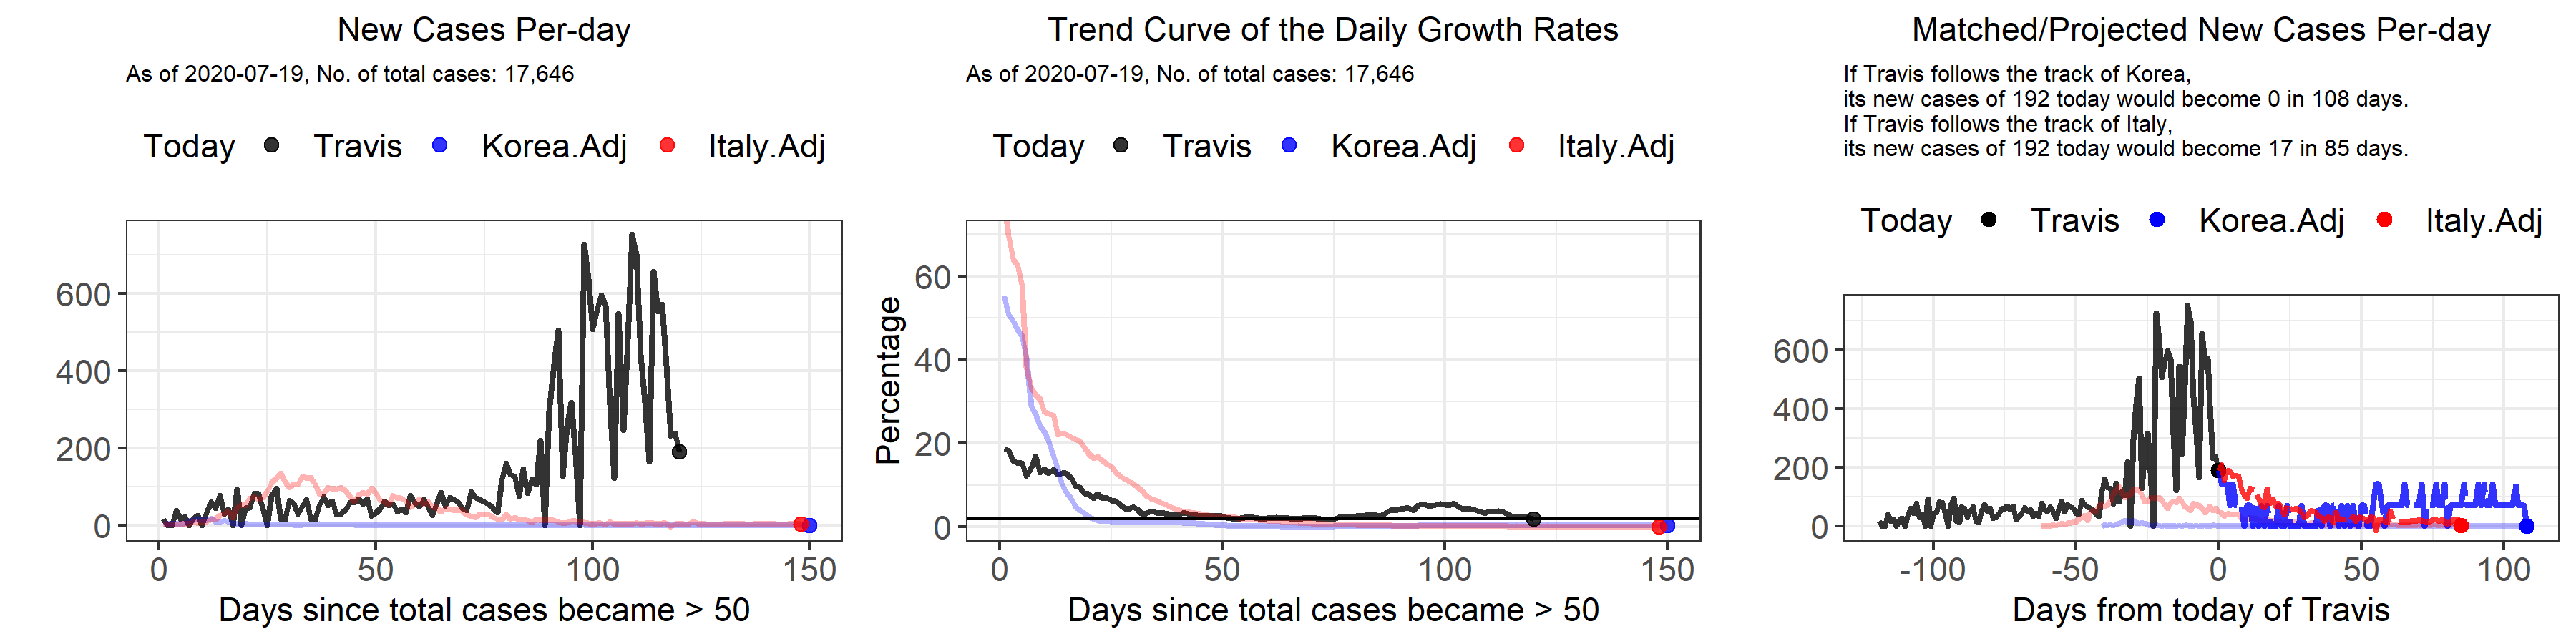 New Cases Per-day
As of 2020-07-19, No. of total cases: 17,646
Today Travis Korea.Adj Italy.Adj
600
400
200
0
0 50 100 150
Days since total cases became > 50
Trend Curve of the Daily Growth Rates
As of 2020-07-19, No. of total cases: 17,646
Today Travis Korea.Adj Italy.Adj
Percentage
60
40
20
0
0 50 100 150
Days since total cases became > 50
Matched/Projected New Cases Per-day
If Travis follows the track of Korea,
its new cases of 192 today would become 0 in 108 days.
If Travis follows the track of Italy,
its new cases of 192 today would become 17 in 85 days.
Today Travis Korea.Adj Italy.Adj
600
400
200
0
-100 -50 0 50 100
Days from today of Travis